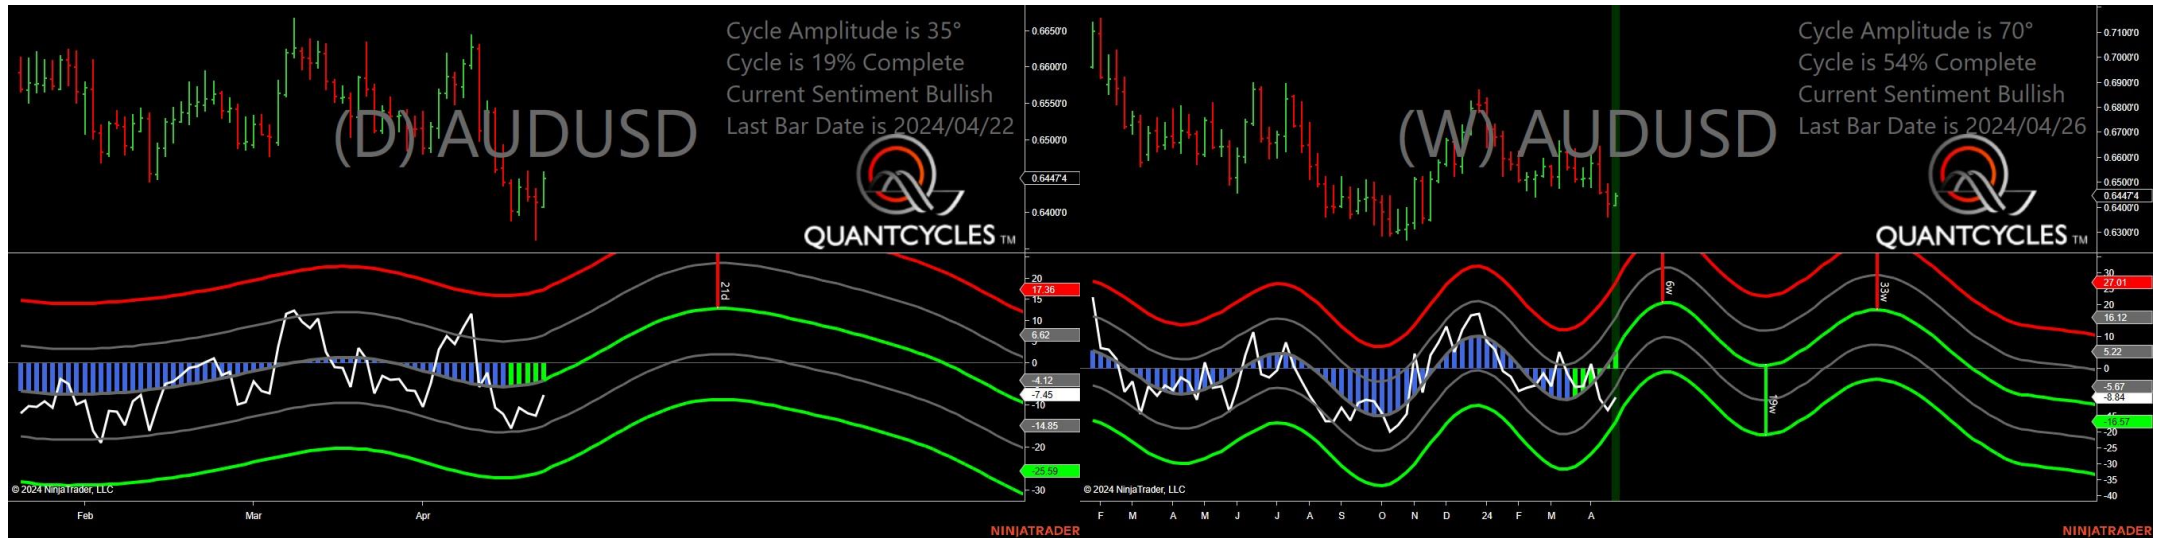 Cycle Amplitude is 35°
Cycle is 19% Complete
Current Sentiment Bullish
Last Bar Date is 2024/04/22
(D) AUDUSD
QUANTCYCLES TM
0.6650'0
0.6600'0
0.6550'0
0.6500'0
0.6447'4
0.6400'0
21d
20
17.36
15
10
6.62
0
-4.12
-7.45
-10
-14.85
-20
-25.59
-30
© 2024 NinjaTrader, LLC
Feb Mar Apr
NINJATRADER
Cycle Amplitude is 70°
Cycle is 54% Complete
Current Sentiment Bullish
Last Bar Date is 2024/04/26
(W) AUDUSD
QUANTCYCLES TM
0.7100'0
0.7000'0
0.6900'0
0.6800'0
0.6700'0
0.6600'0
0.6500'0
0.6447'4
0.6400'0
0.6300'0
6w
33w
19w
30
27.01
25
20
16.12
10
5.22
0
-5.67
-8.84
-16.57
-20
-25
-30
-35
-40
© 2024 NinjaTrader, LLC
F M A M J J A S O N D 24 F M A
NINJATRADER